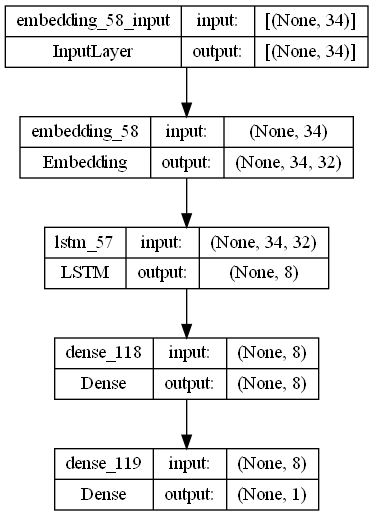 embedding_58_input input: [(None, 34)]
InputLayer output: [(None, 34)]
embedding_58 input: (None, 34)
Embedding output: (None, 34, 32)
lstm_57 input: (None, 34, 32)
LSTM output: (None, 8)
dense_118 input: (None, 8)
Dense output: (None, 8)
dense_119 input: (None, 8)
Dense output: (None, 1)